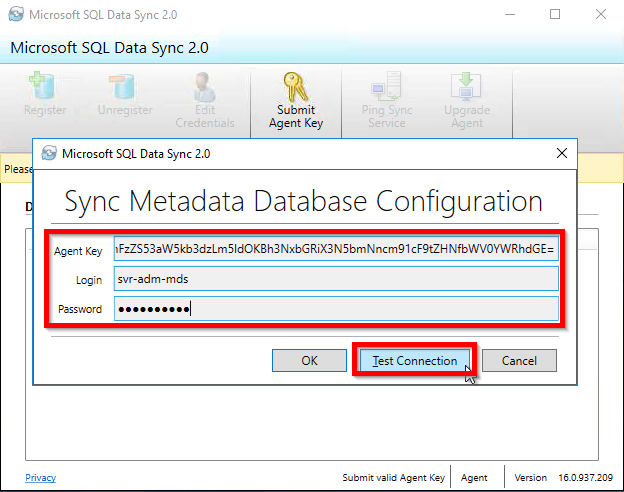 Microsoft SQL Data Sync 2.0
Microsoft SQL Data Sync 2.0
Register
Unregister
Edit
Credentials
Submit
Agent Key
Ping Sync
Service
Upgrade
Agent
Please
Microsoft SQL Data Sync 2.0
Sync Metadata Database Configuration
Agent Key
nFzZS53aW5kb3dzLm5ldOKBh3NxbGRiX3N5bmNncm91cF9tZHNfbWV0YWRhdGE=
Login
svr-adm-mds
Password
●●●●●●●●●●
OK
Test Connection
Cancel
D
Privacy
Submit valid Agent Key
Agent
Version
16.0.937.209